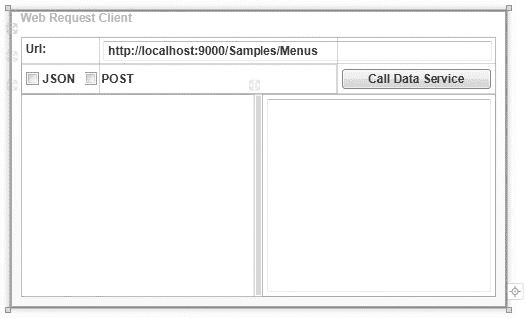 Web Request Client
Url: http://localhost:9000/Samples/Menus
JSON POST Call Data Service